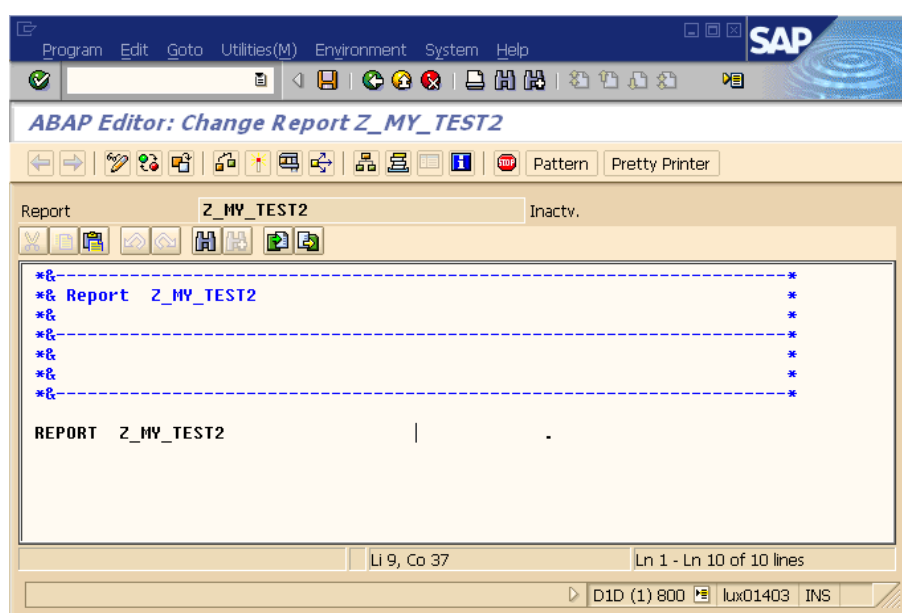 Program Edit Goto Utilities(M) Environment System Help
SAP
ABAP Editor: Change Report Z_MY_TEST2
STOP Pattern Pretty Printer
Report Z_MY_TEST2 Inactv.
*&---------------------------------------------------------------------*
*& Report  Z_MY_TEST2                                                  *
*&                                                                     *
*&---------------------------------------------------------------------*
*&                                                                     *
*&                                                                     *
*&---------------------------------------------------------------------*
REPORT  Z_MY_TEST2                              .
Li 9, Co 37 Ln 1 - Ln 10 of 10 lines
D1D (1) 800 lux01403 INS